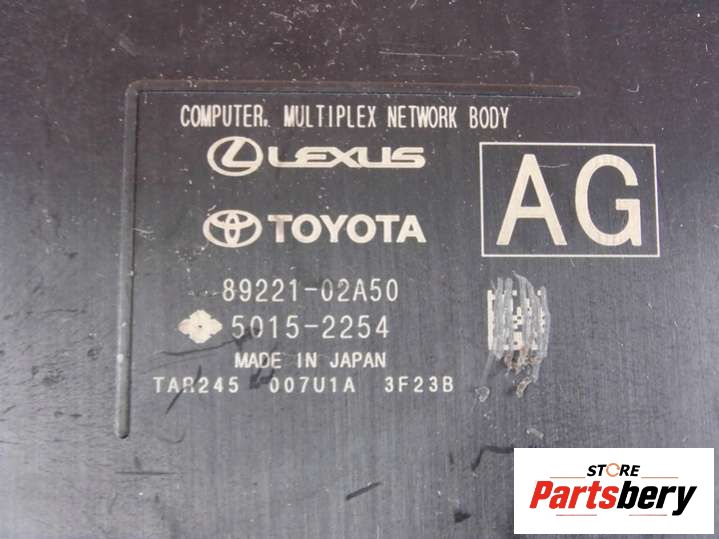 COMPUTER, MULTIPLEX NETWORK BODY
LEXUS
AG
TOYOTA
89221-02A50
5015-2254
MADE IN JAPAN
TAR245 007U1A 3F23B
STORE
Partsbery